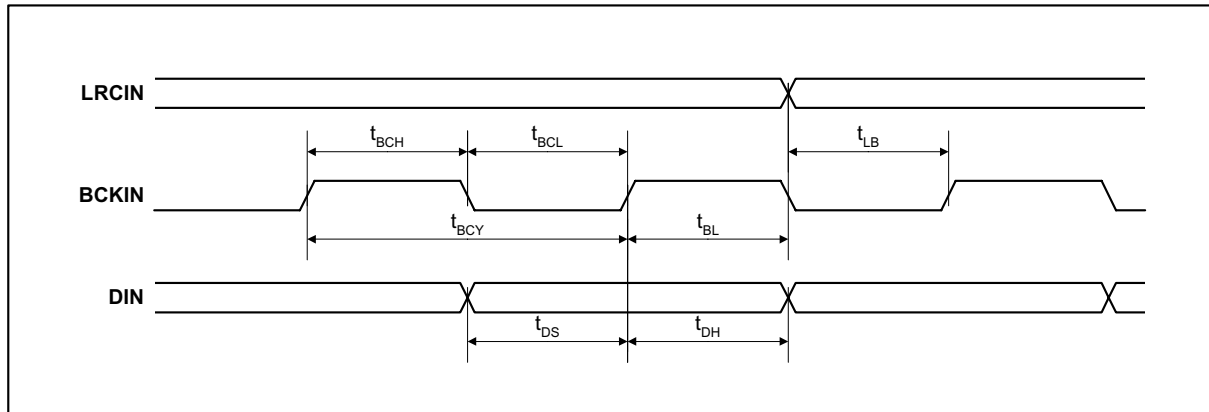 LRCIN
t_BCH t_BCL t_LB
BCKIN
t_BCY t_BL
DIN
t_DS t_DH